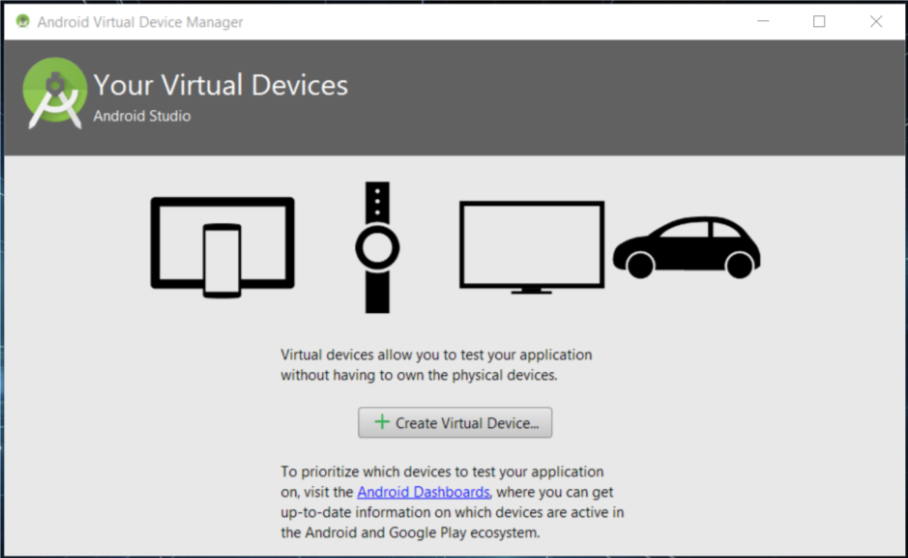 Android Virtual Device Manager
Your Virtual Devices
Android Studio
Virtual devices allow you to test your application
without having to own the physical devices.
Create Virtual Device...
To prioritize which devices to test your application
on, visit the Android Dashboards, where you can get
up-to-date information on which devices are active in
the Android and Google Play ecosystem.